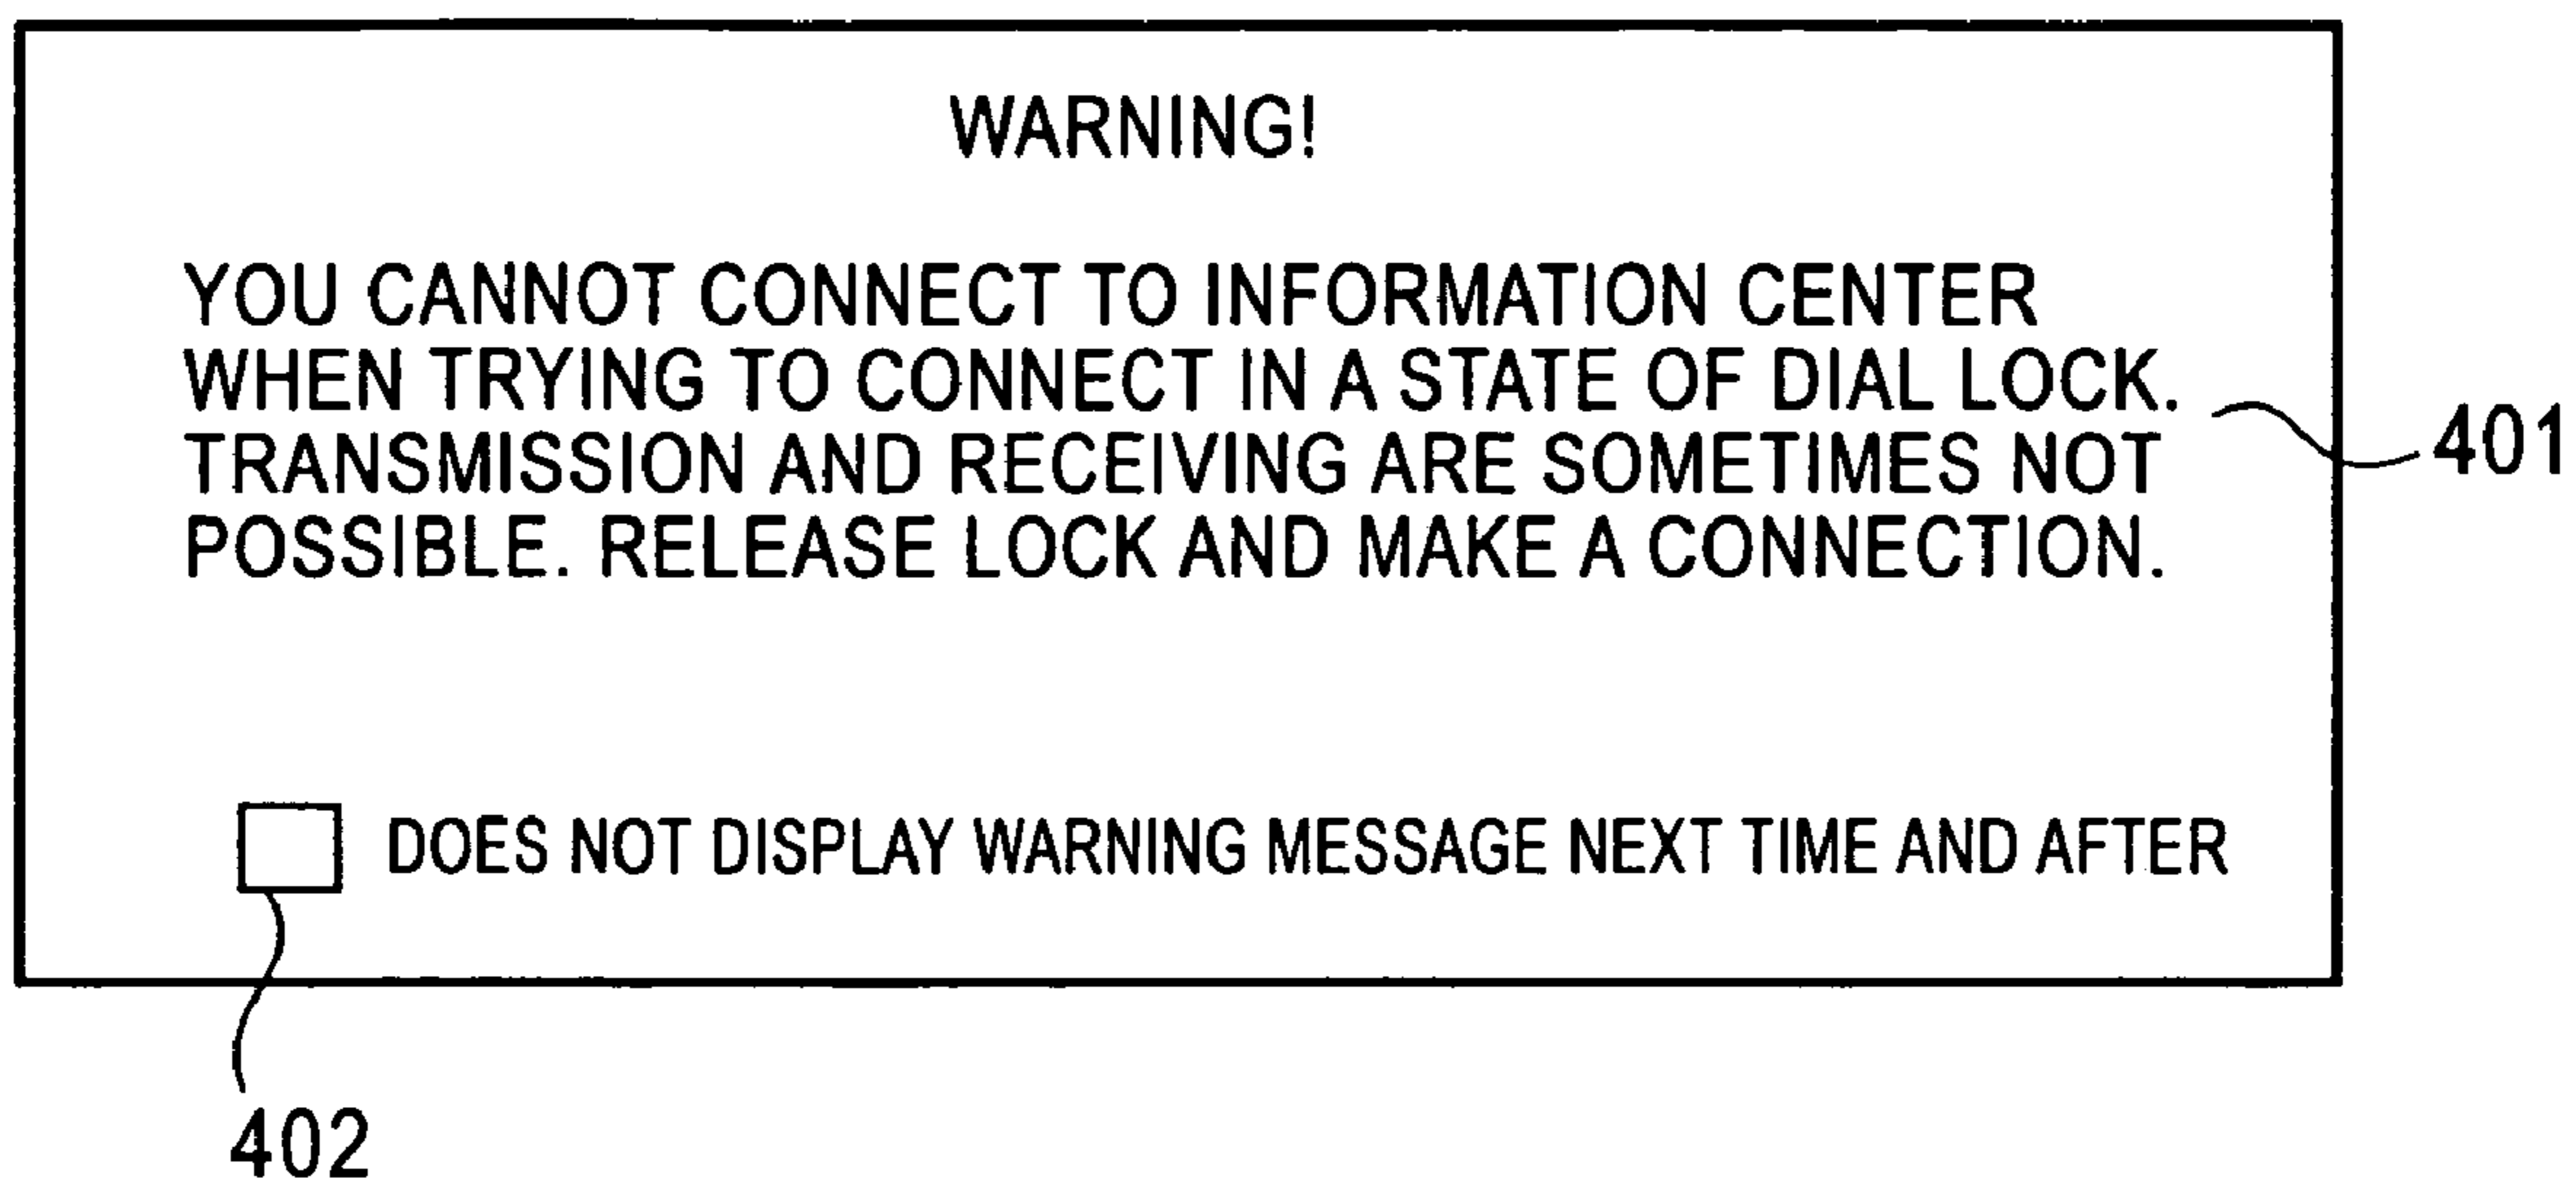 WARNING!
YOU CANNOT CONNECT TO INFORMATION CENTER
WHEN TRYING TO CONNECT IN A STATE OF DIAL LOCK.
TRANSMISSION AND RECEIVING ARE SOMETIMES NOT
POSSIBLE. RELEASE LOCK AND MAKE A CONNECTION.
401
DOES NOT DISPLAY WARNING MESSAGE NEXT TIME AND AFTER
402